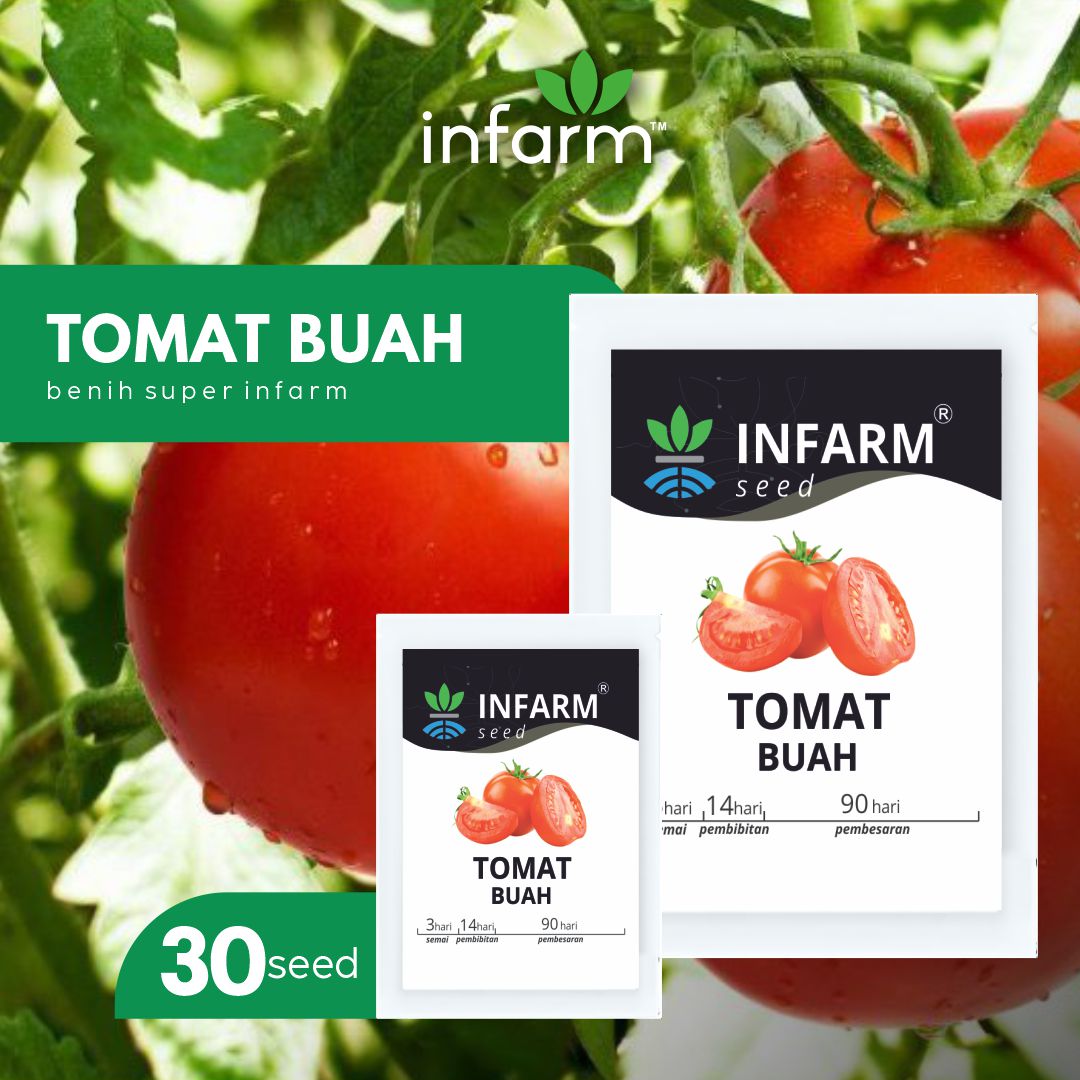 infarm™
TOMAT BUAH
benih super infarm
INFARM®
seed
TOMAT
BUAH
hari 14hari 90 hari
mai pembibitan pembesaran
INFARM®
seed
TOMAT
BUAH
3hari 14hari 90 hari
semai pembibitan pembesaran
30seed